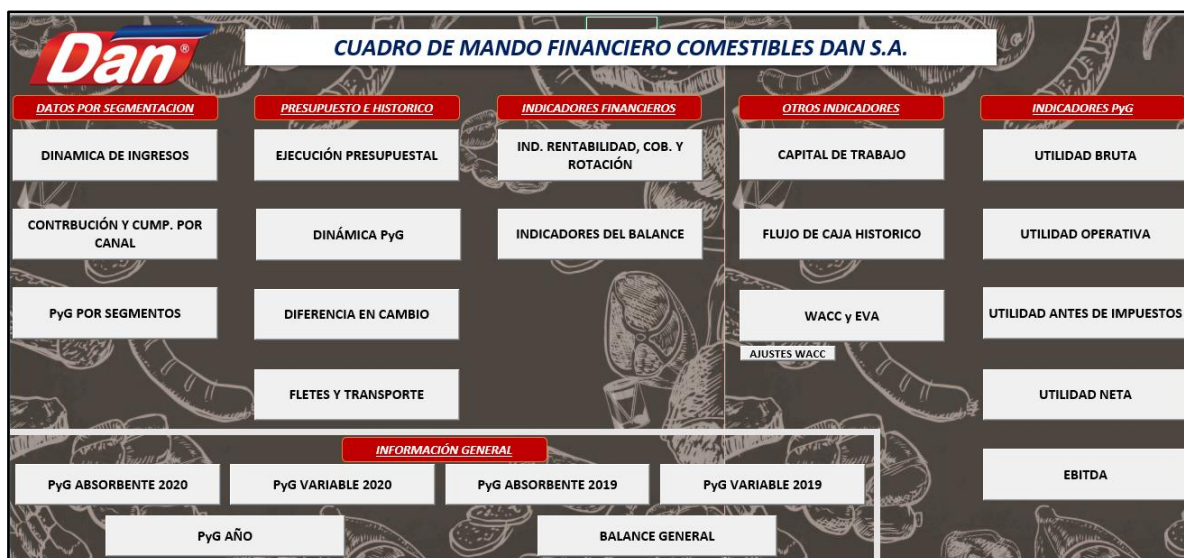 Dan®
CUADRO DE MANDO FINANCIERO COMESTIBLES DAN S.A.
DATOS POR SEGMENTACION
DINAMICA DE INGRESOS
CONTRBUCIÓN Y CUMP. POR
CANAL
PyG POR SEGMENTOS
PRESUPUESTO E HISTORICO
EJECUCIÓN PRESUPUESTAL
DINÁMICA PyG
DIFERENCIA EN CAMBIO
FLETES Y TRANSPORTE
INDICADORES FINANCIEROS
IND. RENTABILIDAD, COB. Y
ROTACIÓN
INDICADORES DEL BALANCE
OTROS INDICADORES
CAPITAL DE TRABAJO
FLUJO DE CAJA HISTORICO
WACC y EVA
AJUSTES WACC
INDICADORES PyG
UTILIDAD BRUTA
UTILIDAD OPERATIVA
UTILIDAD ANTES DE IMPUESTOS
UTILIDAD NETA
EBITDA
INFORMACIÓN GENERAL
PyG ABSORBENTE 2020
PyG VARIABLE 2020
PyG ABSORBENTE 2019
PyG VARIABLE 2019
PyG AÑO
BALANCE GENERAL